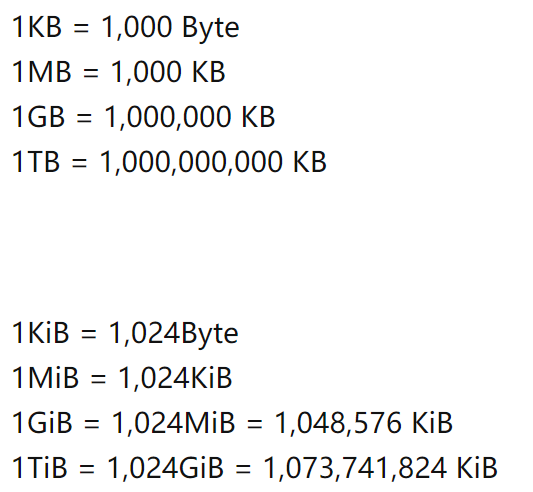 1KB = 1,000 Byte
1MB = 1,000 KB
1GB = 1,000,000 KB
1TB = 1,000,000,000 KB
1KiB = 1,024Byte
1MiB = 1,024KiB
1GiB = 1,024MiB = 1,048,576 KiB
1TiB = 1,024GiB = 1,073,741,824 KiB